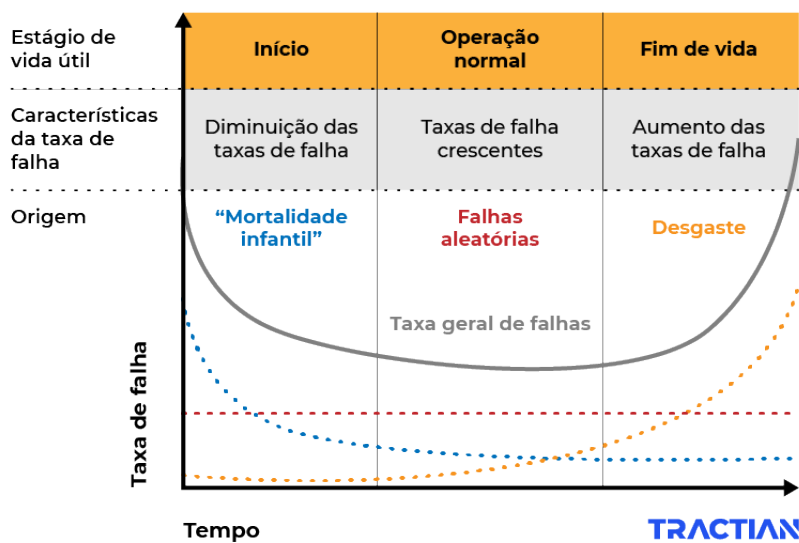 Estágio de
vida útil
Início
Operação
normal
Fim de vida
Características
da taxa de
falha
Diminuição das
taxas de falha
Taxas de falha
crescentes
Aumento das
taxas de falha
Origem
“Mortalidade
infantil”
Falhas
aleatórias
Desgaste
Taxa geral de falhas
Taxa de falha
Tempo
TRACTIAN